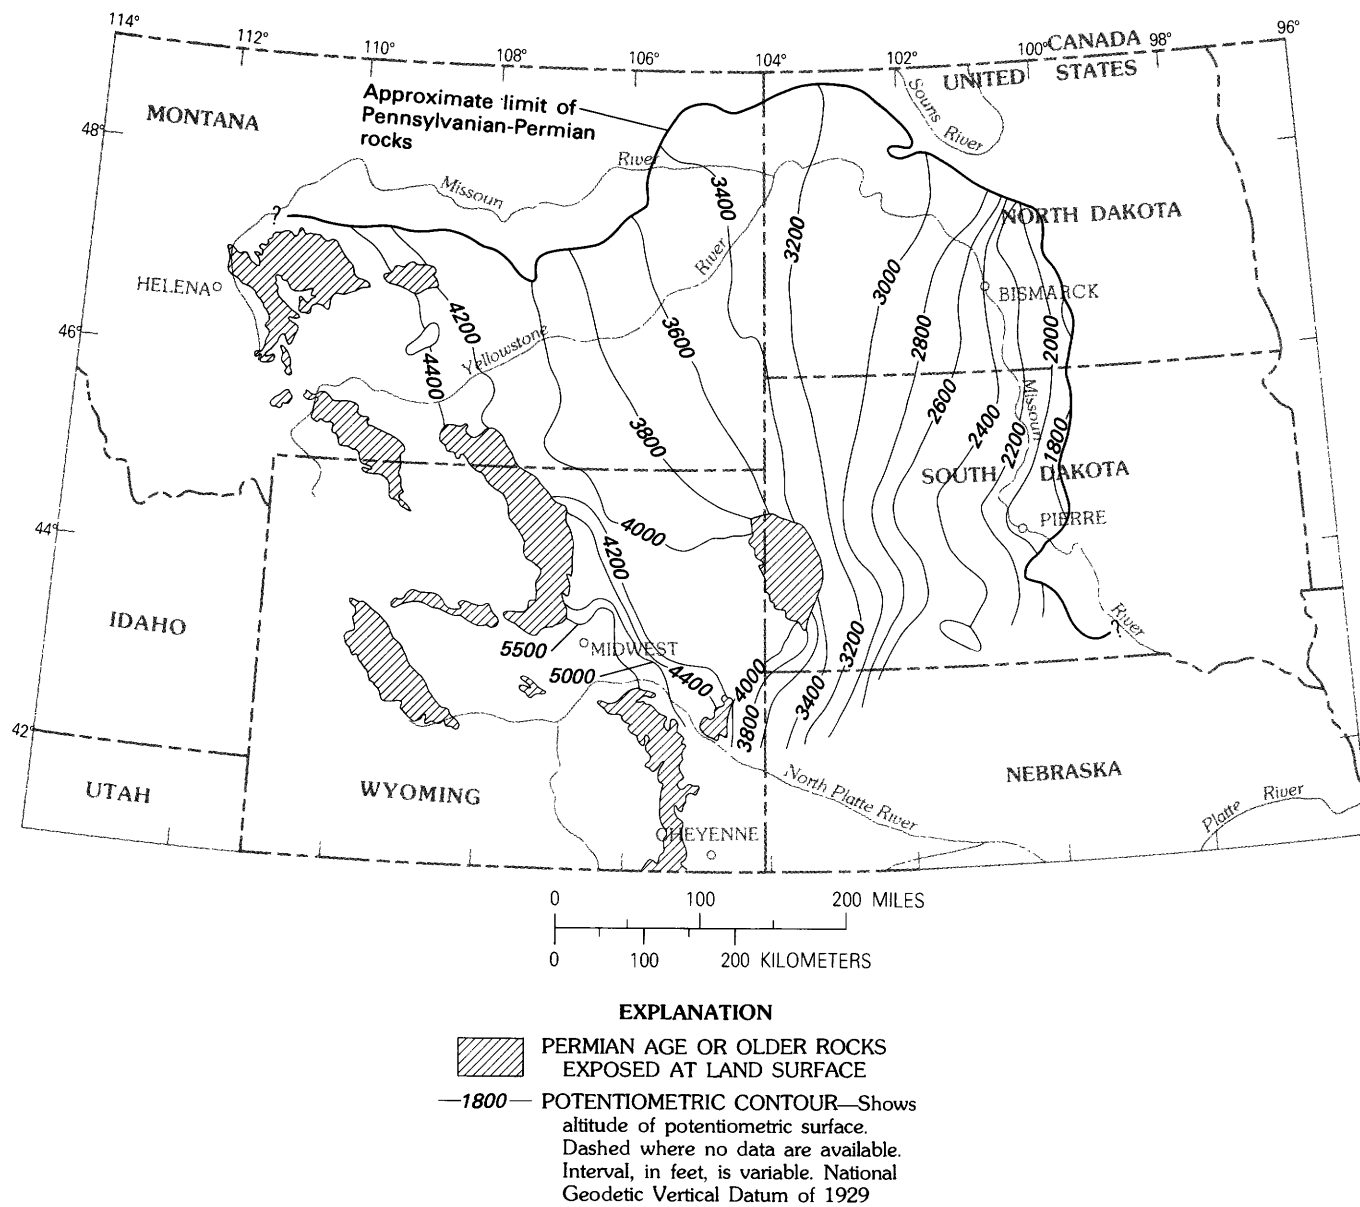 114°
112°
110°
108°
106°
104°
102°
100°
98°
96°
CANADA
UNITED STATES
Souris River
Approximate limit of
Pennsylvanian-Permian
rocks
MONTANA
48°
Missouri River
3400
3200
NORTH DAKOTA
?
River
HELENA
3000
BISMARCK
4200
46°
Yellowstone
3600
2800
2000
4400
2600
Missouri
3800
2400
2200
1800
SOUTH DAKOTA
44°
4000
PIERRE
4200
IDAHO
River
?
5500
MIDWEST
3200
5000
4400
4000
3400
3800
42°
UTAH
WYOMING
North Platte River
NEBRASKA
Platte River
CHEYENNE
0 100 200 MILES
0 100 200 KILOMETERS
EXPLANATION
PERMIAN AGE OR OLDER ROCKS
EXPOSED AT LAND SURFACE
—1800— POTENTIOMETRIC CONTOUR—Shows
altitude of potentiometric surface.
Dashed where no data are available.
Interval, in feet, is variable. National
Geodetic Vertical Datum of 1929